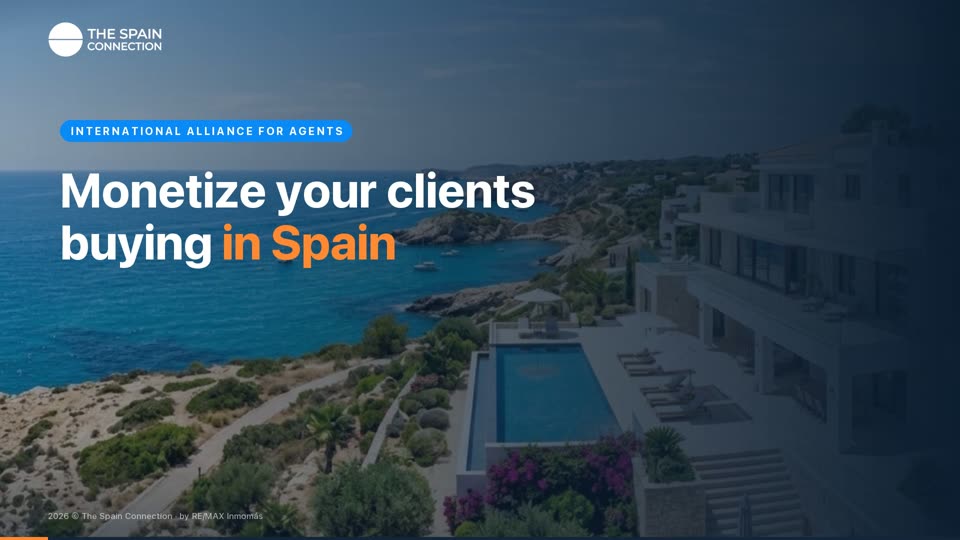 THE SPAIN
CONNECTION
INTERNATIONAL ALLIANCE FOR AGENTS
Monetize your clients
buying in Spain
2026 © The Spain Connection · by RE/MAX Inmomás